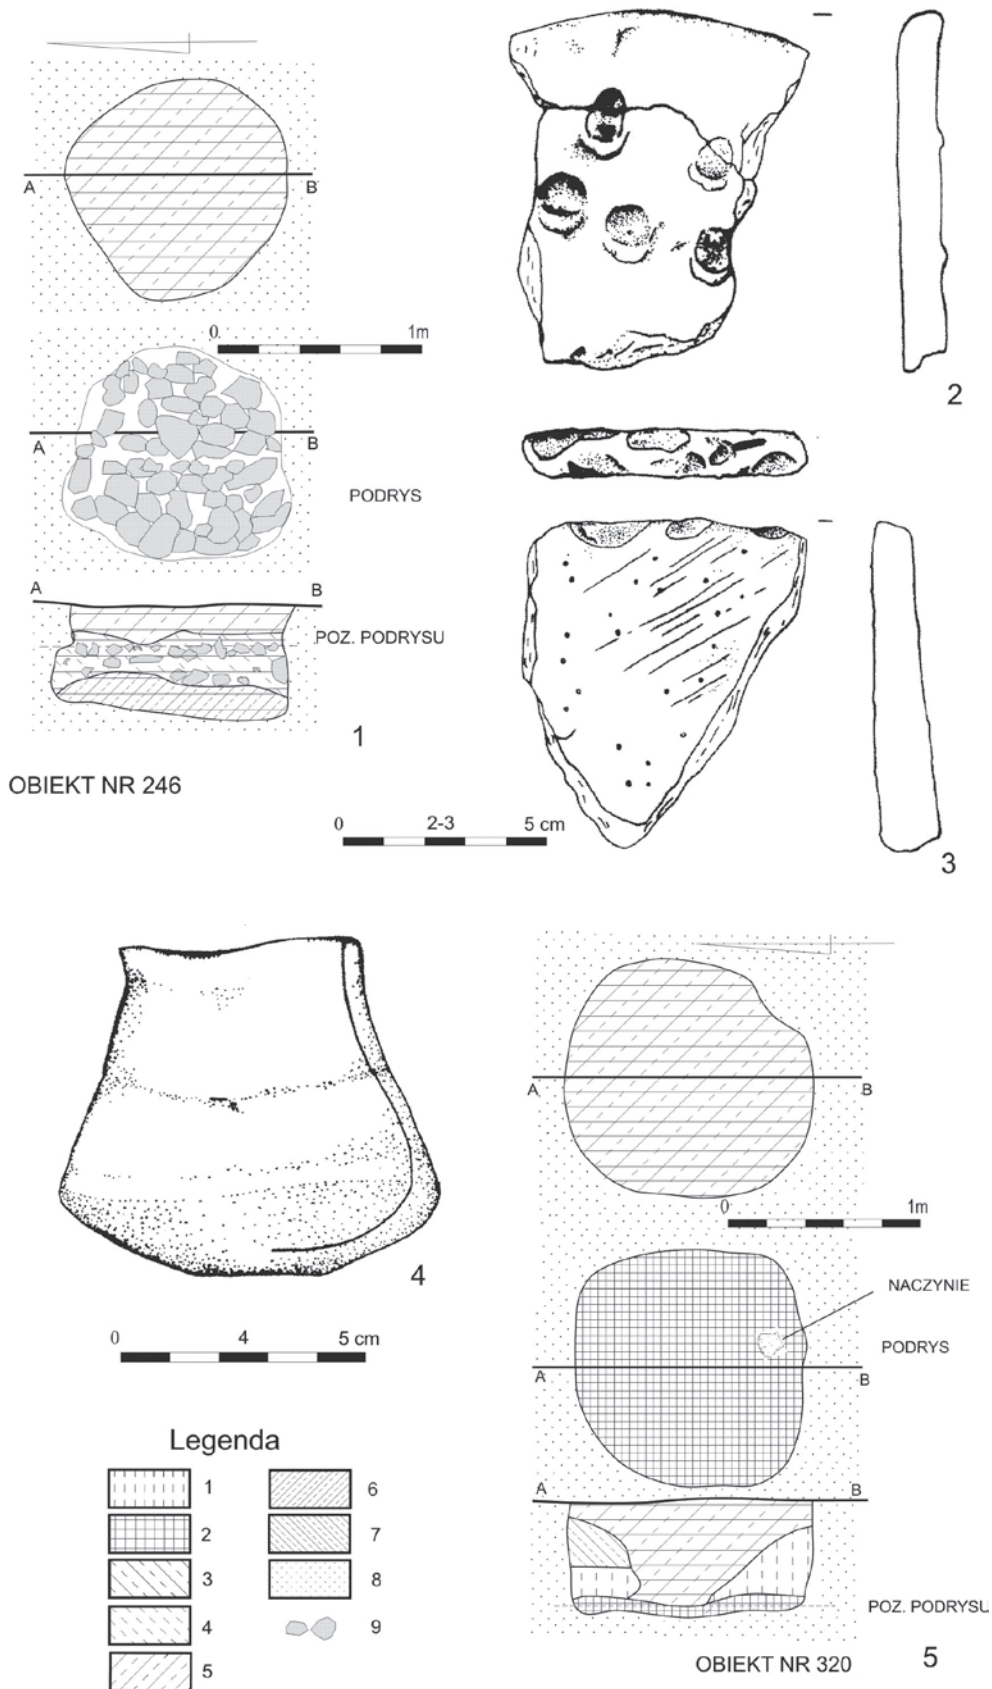 A B
0. 1m
A B
PODRYS
A B
POZ. PODRYSU
1
OBIEKT NR 246
2
3
0 2-3 5 cm
4
0 4 5 cm
A B
0 1m
NACZYNIE
PODRYS
A B
A B
POZ. PODRYSU
OBIEKT NR 320 5
Legenda
1
2
3
4
5
6
7
8
9